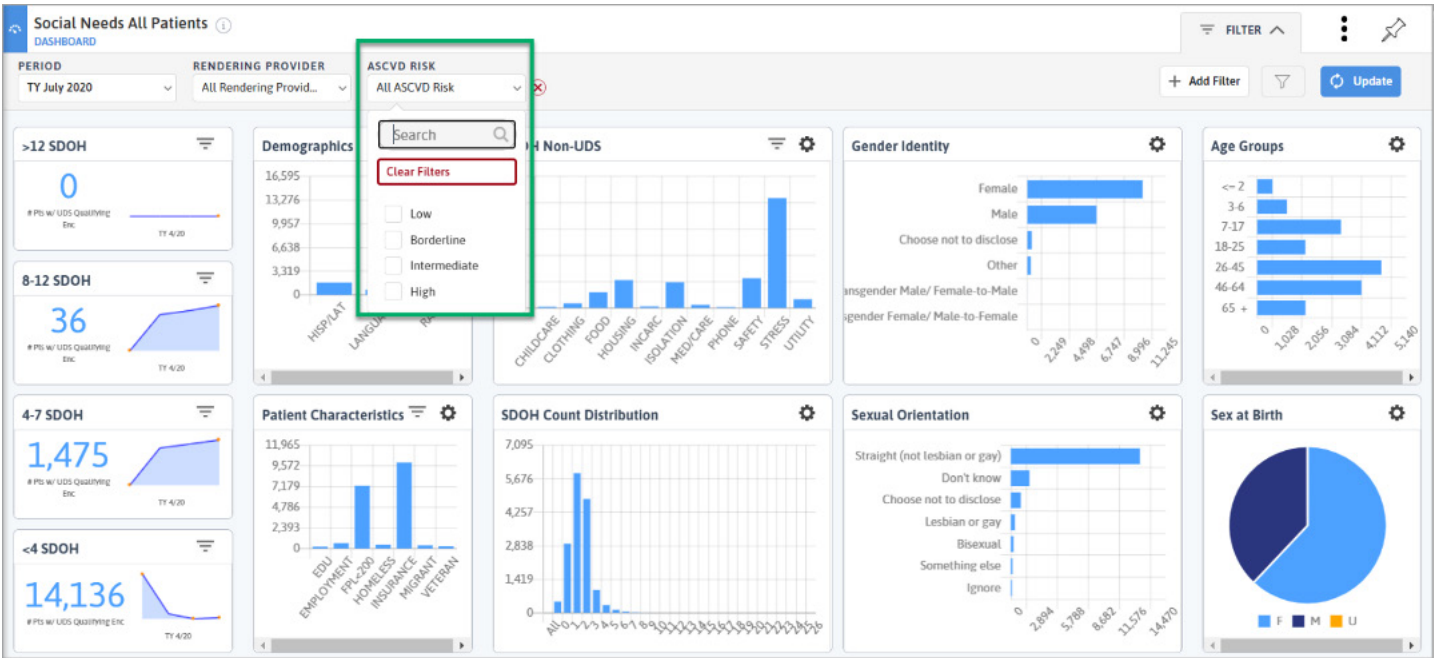 Social Needs All Patients
DASHBOARD
FILTER
PERIOD
TY July 2020
RENDERING PROVIDER
All Rendering Provid...
ASCVD RISK
All ASCVD Risk
+ Add Filter
Update
Search
Clear Filters
Low
Borderline
Intermediate
High
>12 SDOH
0
# Pts w/ UDS Qualifying
Enc
TY 4/20
8-12 SDOH
36
# Pts w/ UDS Qualifying
Enc
TY 4/20
4-7 SDOH
1,475
# Pts w/ UDS Qualifying
Enc
TY 4/20
<4 SDOH
14,136
# Pts w/ UDS Qualifying Enc
TY 4/20
Demographics
16,595
13,276
9,957
6,638
3,319
0
HISP/LAT
H Non-UDS
CHILDCARE
CLOTHING
FOOD
HOUSING
INCARC
ISOLATION
MED/CARE
PHONE
SAFETY
STRESS
UTILITY
Gender Identity
Female
Male
Choose not to disclose
Other
ansgender Male/ Female-to-Male
sgender Female/ Male-to-Female
0
2,249
4,498
6,747
8,996
11,245
Age Groups
<= 2
3-6
7-17
18-25
26-45
46-64
65 +
0
1,028
2,056
3,084
4,112
5,140
Patient Characteristics
11,965
9,572
7,179
4,786
2,393
0
EDU
EMPLOYMENT
FPL<200
HOMELESS
INSURANCE
MIGRANT
VETERAN
SDOH Count Distribution
7,095
5,676
4,257
2,838
1,419
0
All
0
1
2
3
4
5
6
7
8
9
Sexual Orientation
Straight (not lesbian or gay)
Don't know
Choose not to disclose
Lesbian or gay
Bisexual
Something else
Ignore
0
2,894
5,788
8,682
11,576
14,470
Sex at Birth
F
M
U